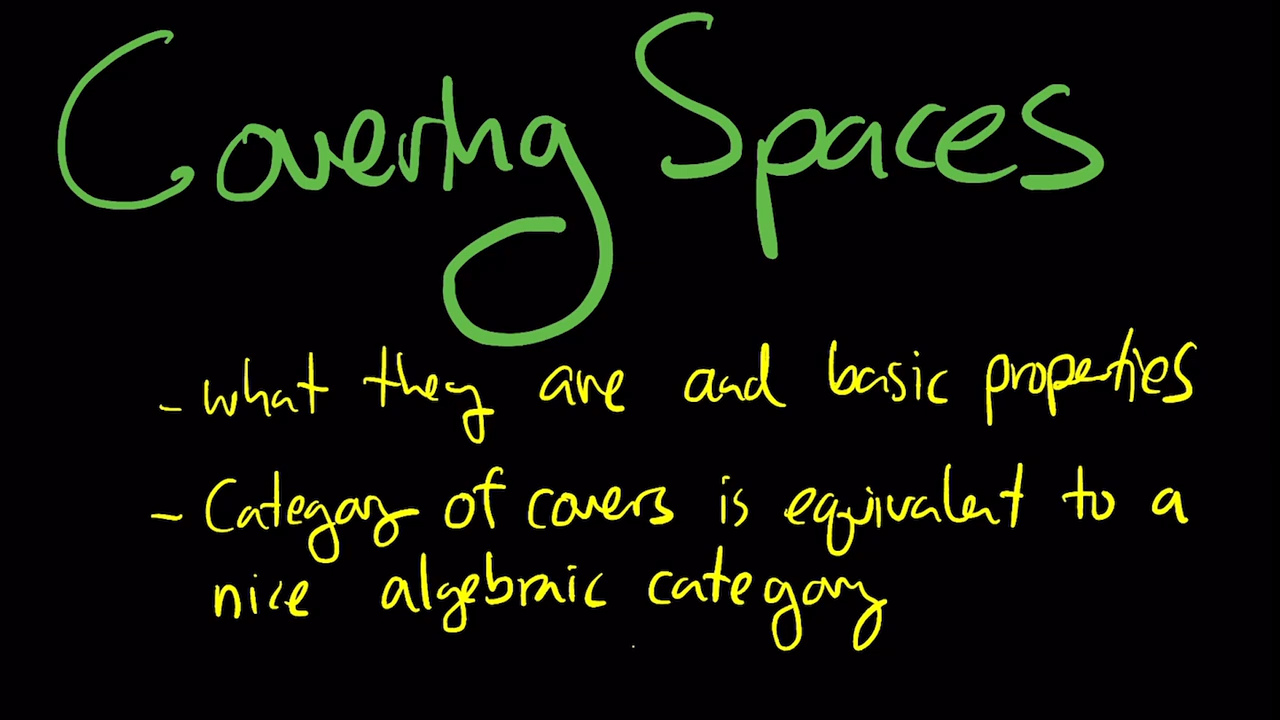 Covering Spaces
- what they are and basic properties
- Category of covers is equivalent to a
nice algebraic category